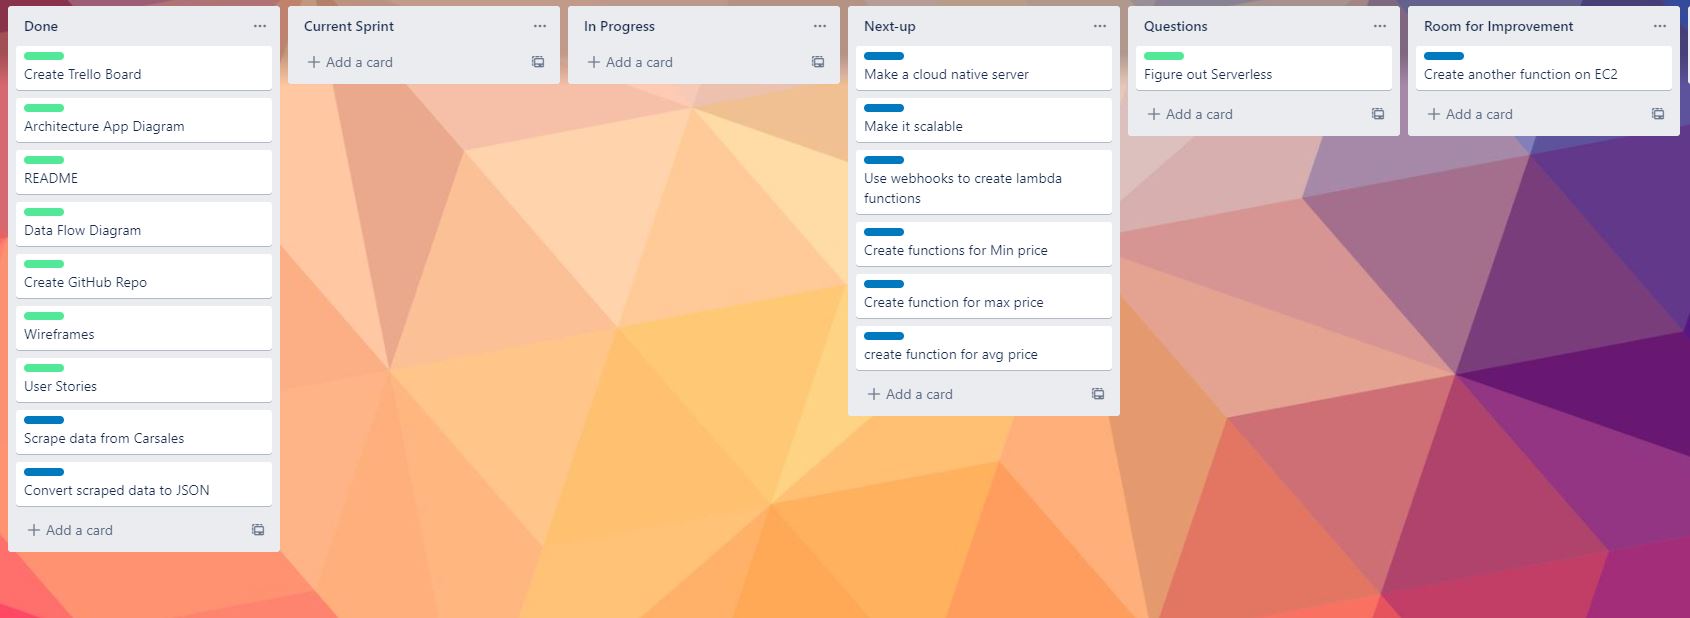 Done
Create Trello Board
Architecture App Diagram
README
Data Flow Diagram
Create GitHub Repo
Wireframes
User Stories
Scrape data from Carsales
Convert scraped data to JSON
Add a card
Current Sprint
Add a card
In Progress
Add a card
Next-up
Make a cloud native server
Make it scalable
Use webhooks to create lambda
functions
Create functions for Min price
Create function for max price
create function for avg price
Add a card
Questions
Figure out Serverless
Add a card
Room for Improvement
Create another function on EC2
Add a card